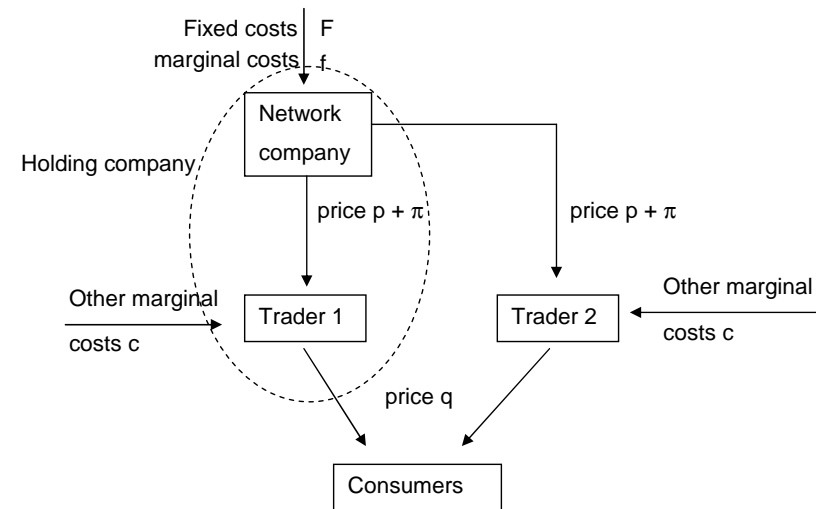 Fixed costs F
marginal costs f
Network
company
Holding company
price p + π
price p + π
Other marginal
costs c
Trader 1
Trader 2
Other marginal
costs c
price q
Consumers